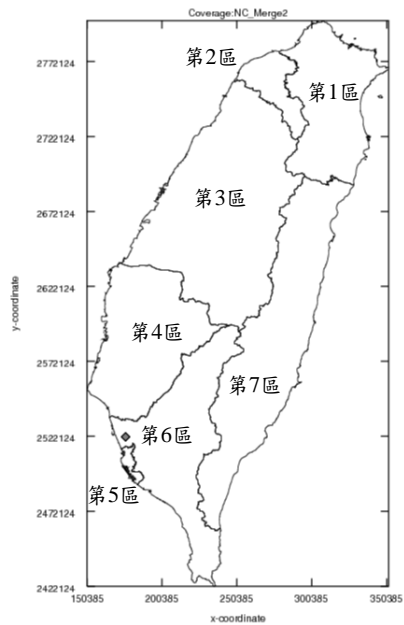 Coverage:NC_Merge2
2772124
第2區
第1區
2722124
第3區
2672124
y-coordinate
2622124
第4區
2572124
第7區
第6區
2522124
第5區
2472124
2422124
150385 200385 250385 300385 350385
x-coordinate